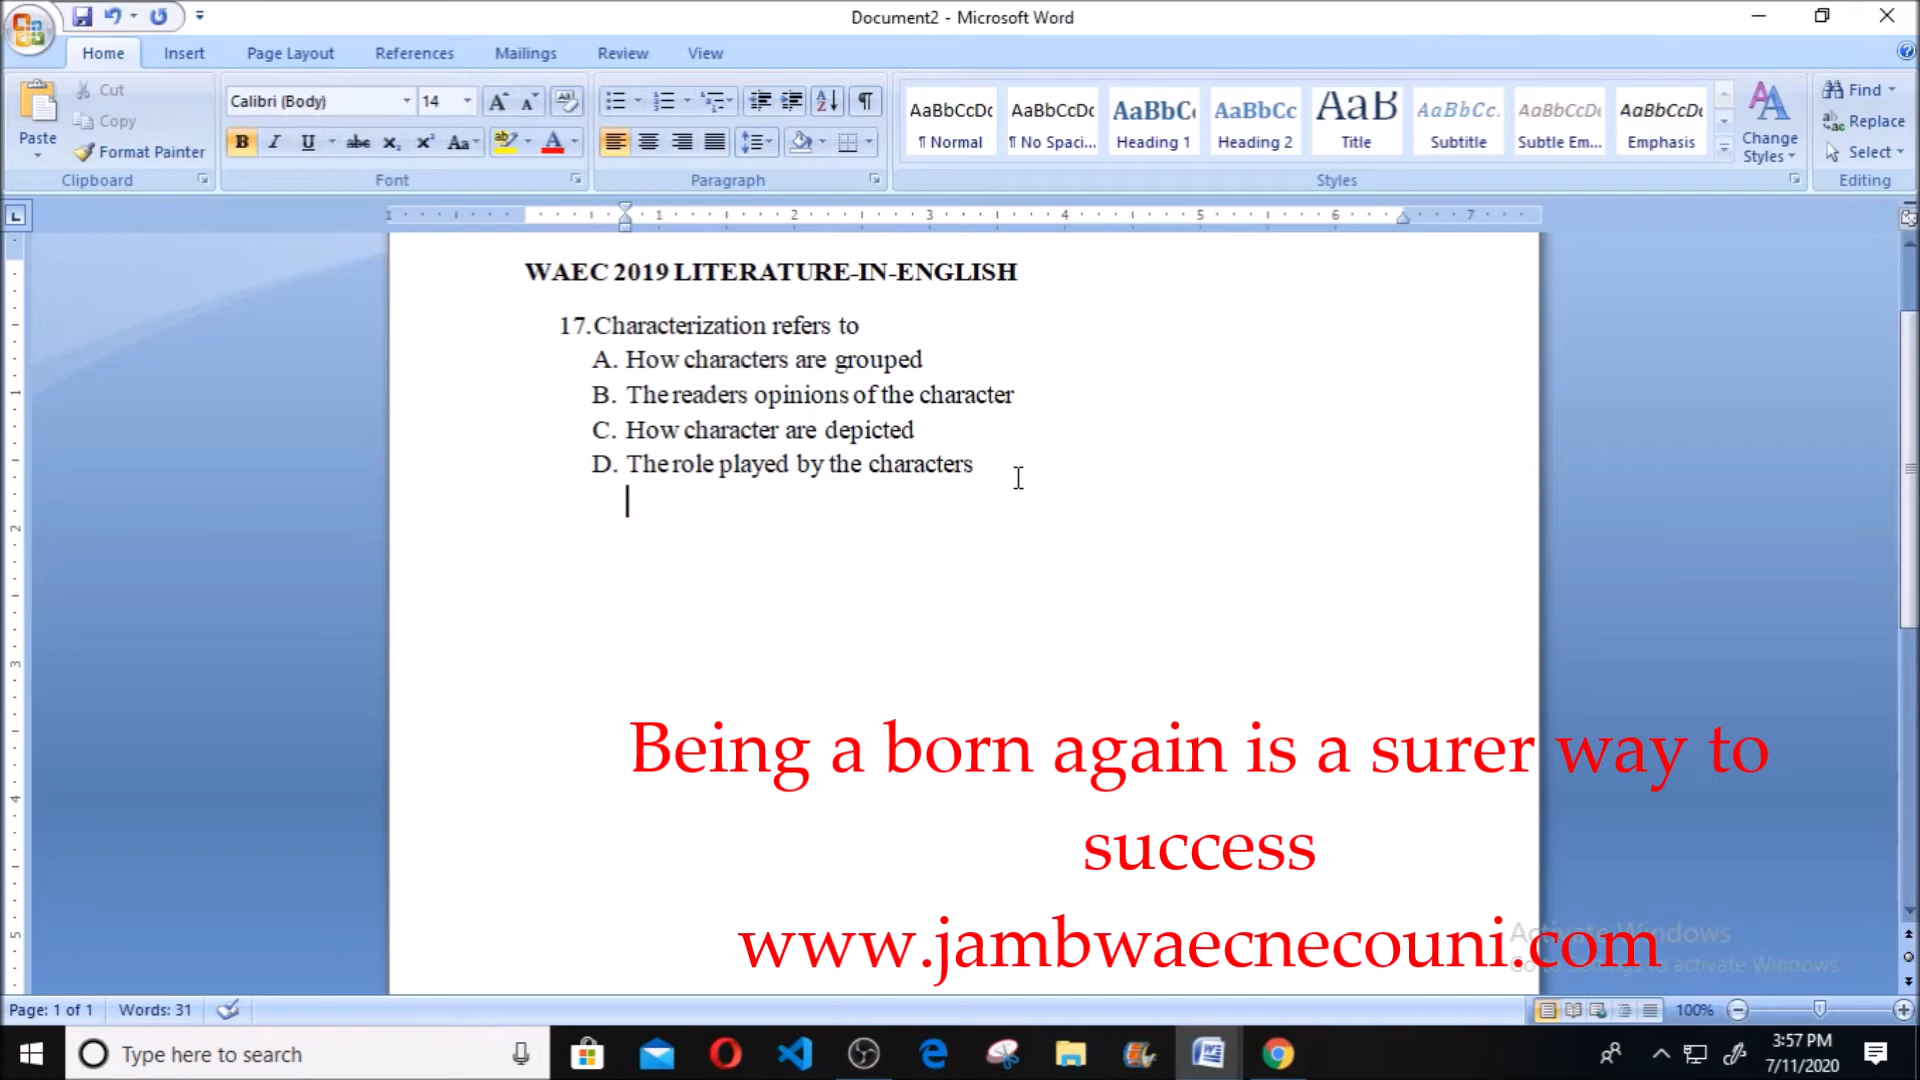 Document2 - Microsoft Word
Home Insert Page Layout References Mailings Review View
Paste
Cut
Copy
Format Painter
Clipboard
Calibri (Body) 14
Font
Paragraph
AaBbCcDc AaBbCcDc AaBbC AaBbCc AaB AaBbCc. AaBbCcDc AaBbCcDc
¶ Normal ¶ No Spaci... Heading 1 Heading 2 Title Subtitle Subtle Em... Emphasis
Change Styles
Styles
Find
Replace
Select
Editing
WAEC 2019 LITERATURE-IN-ENGLISH
17. Characterization refers to
A. How characters are grouped
B. The readers opinions of the character
C. How character are depicted
D. The role played by the characters
Being a born again is a surer way to
success
www.jambwaecnecouni.com
Activate Windows
Page: 1 of 1 Words: 31
100%
Type here to search
3:57 PM
7/11/2020